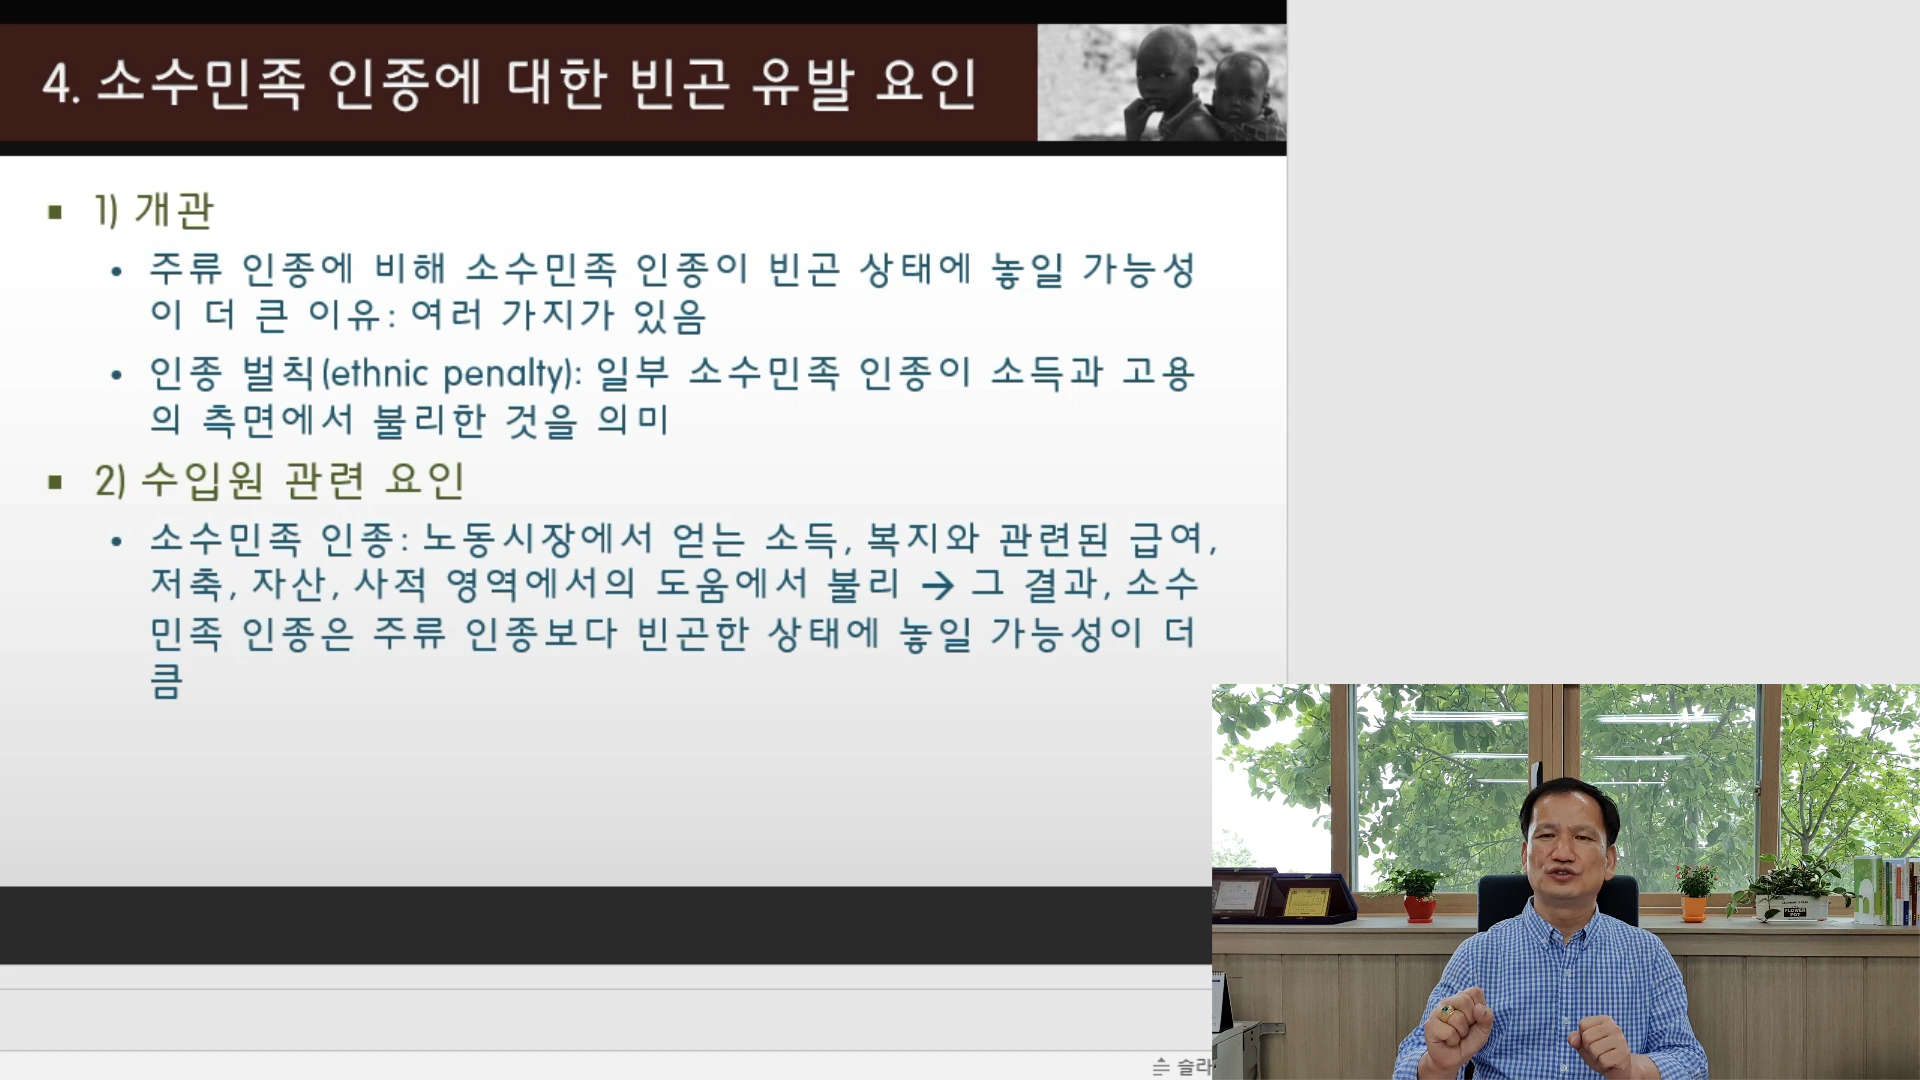 4. 소수민족 인종에 대한 빈곤 유발 요인
1) 개관
주류 인종에 비해 소수민족 인종이 빈곤 상태에 놓일 가능성
이 더 큰 이유: 여러 가지가 있음
인종 벌칙(ethnic penalty): 일부 소수민족 인종이 소득과 고용
의 측면에서 불리한 것을 의미
2) 수입원 관련 요인
소수민족 인종: 노동시장에서 얻는 소득, 복지와 관련된 급여,
저축, 자산, 사적 영역에서의 도움에서 불리 → 그 결과, 소수
민족 인종은 주류 인종보다 빈곤한 상태에 놓일 가능성이 더
큼
FLOWER
POT